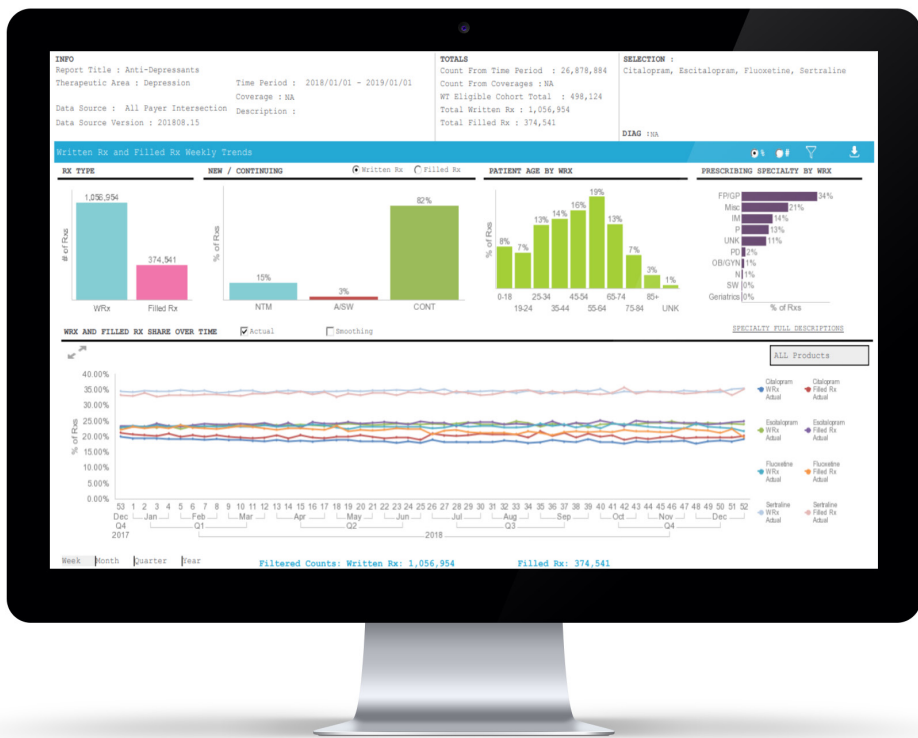 INFO
Report Title : Anti-Depressants
Therapeutic Area : Depression
Time Period : 2018/01/01 - 2019/01/01
Coverage : NA
Data Source : All Payer Intersection
Description :
Data Source Version : 201808.15
TOTALS
Count From Time Period : 26,878,884
Count From Coverages : NA
WT Eligible Cohort Total : 498,124
Total Written Rx : 1,056,954
Total Filled Rx : 374,541
SELECTION :
Citalopram, Escitalopram, Fluoxetine, Sertraline
DIAG :NA
Written Rx and Filled Rx Weekly Trends
% #
RX TYPE
# of Rxs
1,056,954
374,541
WRx Filled Rx
NEW / CONTINUING
Written Rx Filled Rx
% of Rxs
15% 3% 82%
NTM A/SW CONT
PATIENT AGE BY WRX
% of Rxs
8% 7% 13% 14% 16% 19% 13% 7% 3% 1%
0-18 25-34 45-54 65-74 85+
19-24 35-44 55-64 75-84 UNK
PRESCRIBING SPECIALTY BY WRX
FP/GP 34%
Misc 21%
IM 14%
P 13%
UNK 11%
PD 2%
OB/GYN 1%
N 1%
SW 0%
Geriatrics 0%
% of Rxs
WRX AND FILLED RX SHARE OVER TIME
Actual
Smoothing
SPECIALTY FULL DESCRIPTIONS
ALL Products
% of Rxs
40.00%
35.00%
30.00%
25.00%
20.00%
15.00%
10.00%
5.00%
0.00%
53 1 2 3 4 5 6 7 8 9 10 11 12 13 14 15 16 17 18 19 20 21 22 23 24 25 26 27 28 29 30 31 32 33 34 35 36 37 38 39 40 41 42 43 44 45 46 47 48 49 50 51 52
Dec Jan Feb Mar Apr May Jun Jul Aug Sep Oct Nov Dec
Q4 Q1 Q2 Q3 Q4
2017 2018
Citalopram WRx Actual
Citalopram Filled Rx Actual
Escitalopram WRx Actual
Escitalopram Filled Rx Actual
Fluoxetine WRx Actual
Fluoxetine Filled Rx Actual
Sertraline WRx Actual
Sertraline Filled Rx Actual
Week Month Quarter Year
Filtered Counts: Written Rx: 1,056,954
Filled Rx: 374,541